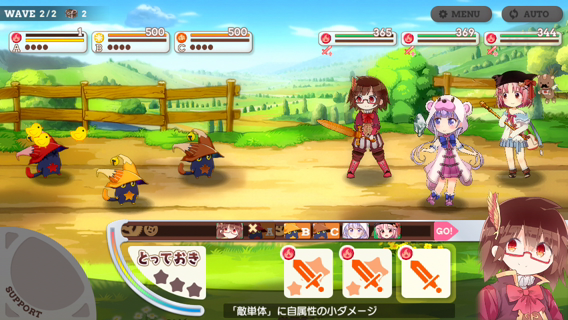 WAVE 2/2 2
MENU
AUTO
A 1
B 500
C 500
365
369
344
B C
GO!
とっておき
SUPPORT
「敵単体」に自属性の小ダメージ